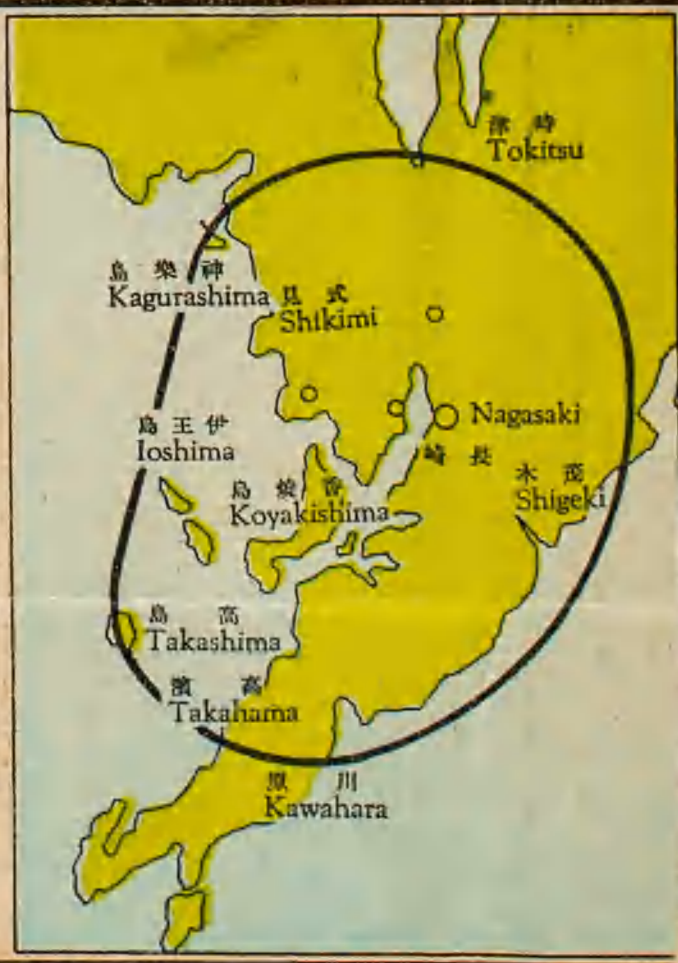 時津
Tokitsu
神樂島
Kagurashima
式見
Shikimi
伊王島
Ioshima
Nagasaki
長崎
香燒島
Koyakishima
茂木
Shigeki
高島
Takashima
高濱
Takahama
川原
Kawahara